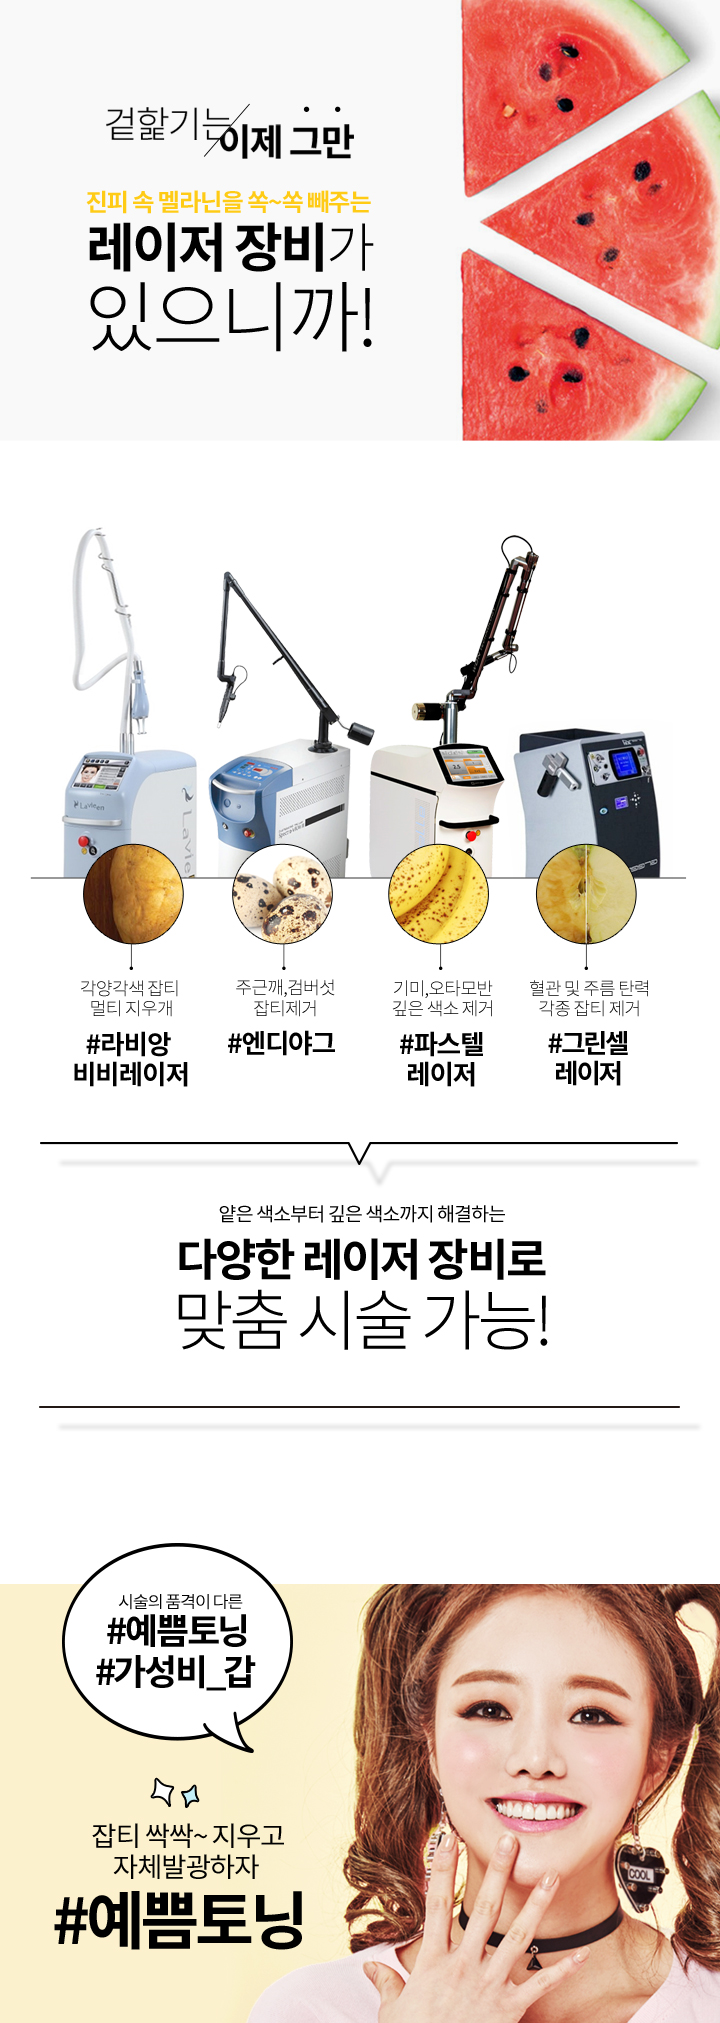 겉핥기는
이제 그만
진피 속 멜라닌을 쏙~쏙 빼주는
레이저 장비가
있으니까!
Lavieen
각양각색 잡티
멀티 지우개
#라비앙
비비레이저
주근깨,검버섯
잡티제거
#엔디야그
기미,오타모반
깊은 색소 제거
#파스텔
레이저
혈관 및 주름 탄력
각종 잡티 제거
#그린셀
레이저
얕은 색소부터 깊은 색소까지 해결하는
다양한 레이저 장비로
맞춤 시술 가능!
시술의 품격이 다른
#예쁨토닝
#가성비_갑
잡티 싹싹~ 지우고
자체발광하자
#예쁨토닝
COOL